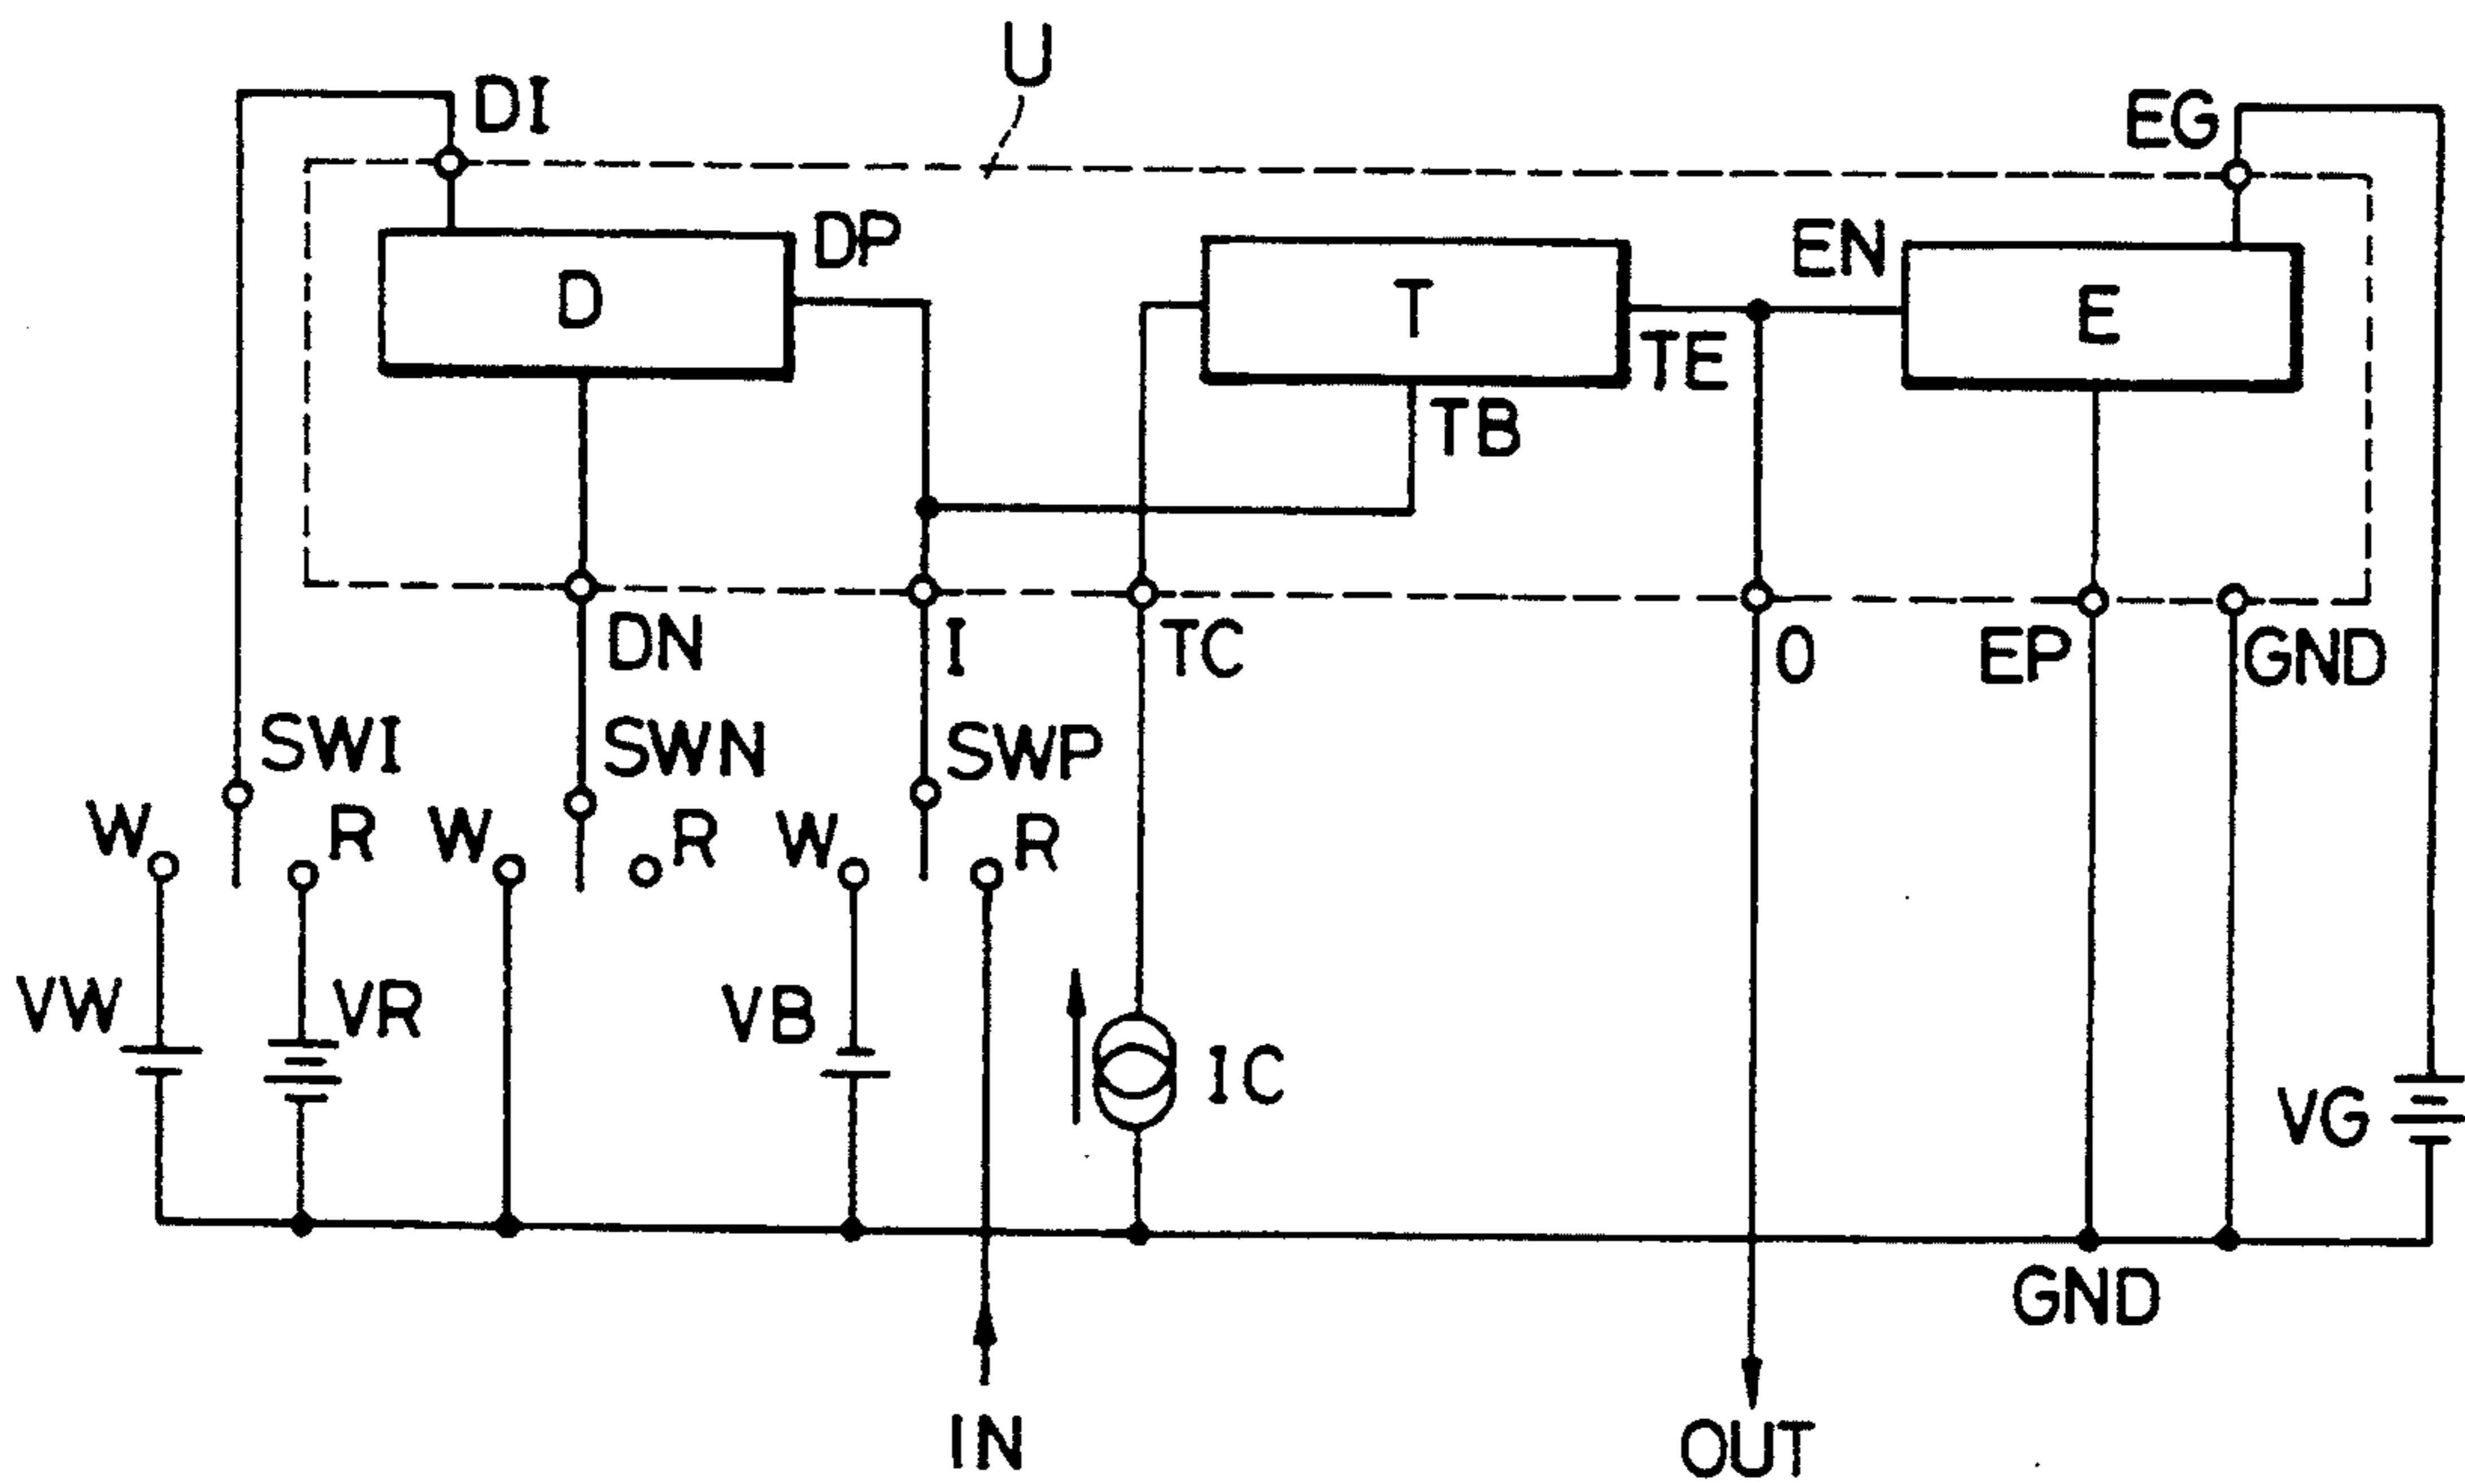 U
DI
EG
DP
EN
D
T
E
TE
TB
DN
I
TC
O
EP
GND
SWI
SWN
SWP
W
R
W
R
W
R
VW
VR
VB
IC
VG
GND
IN
OUT